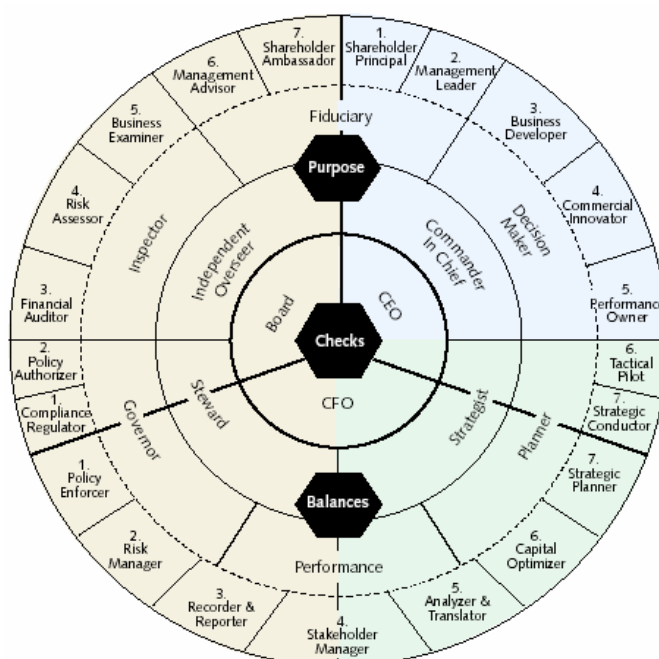 7.
Shareholder
Ambassador
1.
Shareholder
Principal
6.
Management
Advisor
2.
Management
Leader
5.
Business
Examiner
3.
Business
Developer
Fiduciary
Purpose
4.
Risk
Assessor
4.
Commercial
Innovator
Inspector
Independent
Overseer
Commander
In Chief
Decision
Maker
3.
Financial
Auditor
Board
CEO
5.
Performance
Owner
Checks
2.
Policy
Authorizer
6.
Tactical
Pilot
Steward
CFO
Strategist
1.
Compliance
Regulator
Governor
Planner
7.
Strategic
Conductor
1.
Policy
Enforcer
7.
Strategic
Planner
Balances
2.
Risk
Manager
6.
Capital
Optimizer
Performance
3.
Recorder &
Reporter
5.
Analyzer &
Translator
4.
Stakeholder
Manager